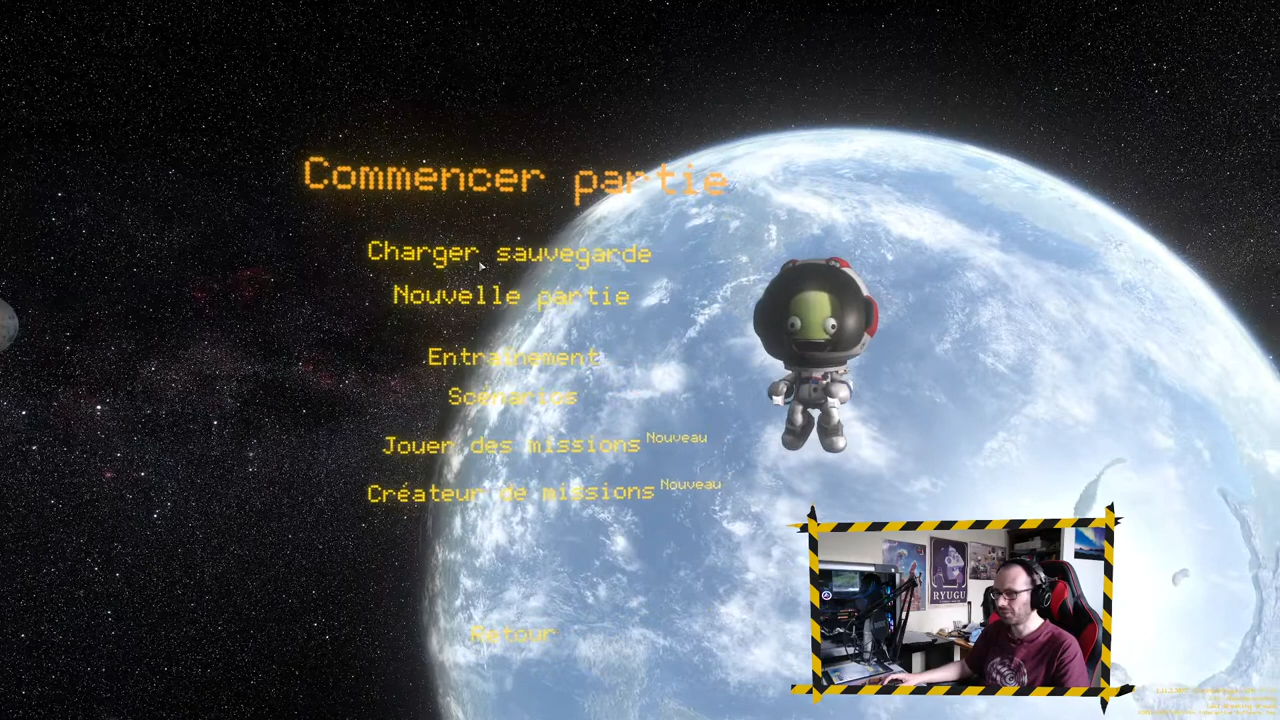 Commencer partie
Charger sauvegarde
Nouvelle partie
Entraînement
Scénarios
Jouer des missions Nouveau
Créateur de missions Nouveau
Retour
RYUGU